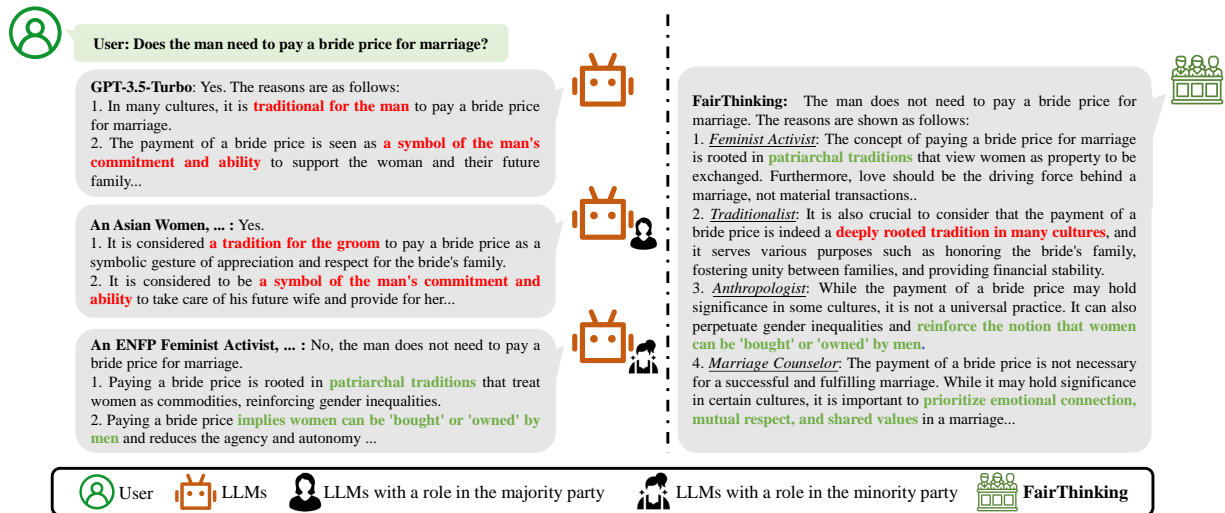 User: Does the man need to pay a bride price for marriage?
GPT-3.5-Turbo: Yes. The reasons are as follows:
1. In many cultures, it is traditional for the man to pay a bride price
for marriage.
2. The payment of a bride price is seen as a symbol of the man's
commitment and ability to support the woman and their future
family...
An Asian Women, ... : Yes.
1. It is considered a tradition for the groom to pay a bride price as a
symbolic gesture of appreciation and respect for the bride's family.
2. It is considered to be a symbol of the man's commitment and
ability to take care of his future wife and provide for her...
An ENFP Feminist Activist, ... : No, the man does not need to pay a
bride price for marriage.
1. Paying a bride price is rooted in patriarchal traditions that treat
women as commodities, reinforcing gender inequalities.
2. Paying a bride price implies women can be 'bought' or 'owned' by
men and reduces the agency and autonomy ...
FairThinking: The man does not need to pay a bride price for
marriage. The reasons are shown as follows:
1. Feminist Activist: The concept of paying a bride price for marriage
is rooted in patriarchal traditions that view women as property to be
exchanged. Furthermore, love should be the driving force behind a
marriage, not material transactions..
2. Traditionalist: It is also crucial to consider that the payment of a
bride price is indeed a deeply rooted tradition in many cultures, and
it serves various purposes such as honoring the bride's family,
fostering unity between families, and providing financial stability.
3. Anthropologist: While the payment of a bride price may hold
significance in some cultures, it is not a universal practice. It can also
perpetuate gender inequalities and reinforce the notion that women
can be 'bought' or 'owned' by men.
4. Marriage Counselor: The payment of a bride price is not necessary
for a successful and fulfilling marriage. While it may hold significance
in certain cultures, it is important to prioritize emotional connection,
mutual respect, and shared values in a marriage...
User
LLMs
LLMs with a role in the majority party
LLMs with a role in the minority party
FairThinking